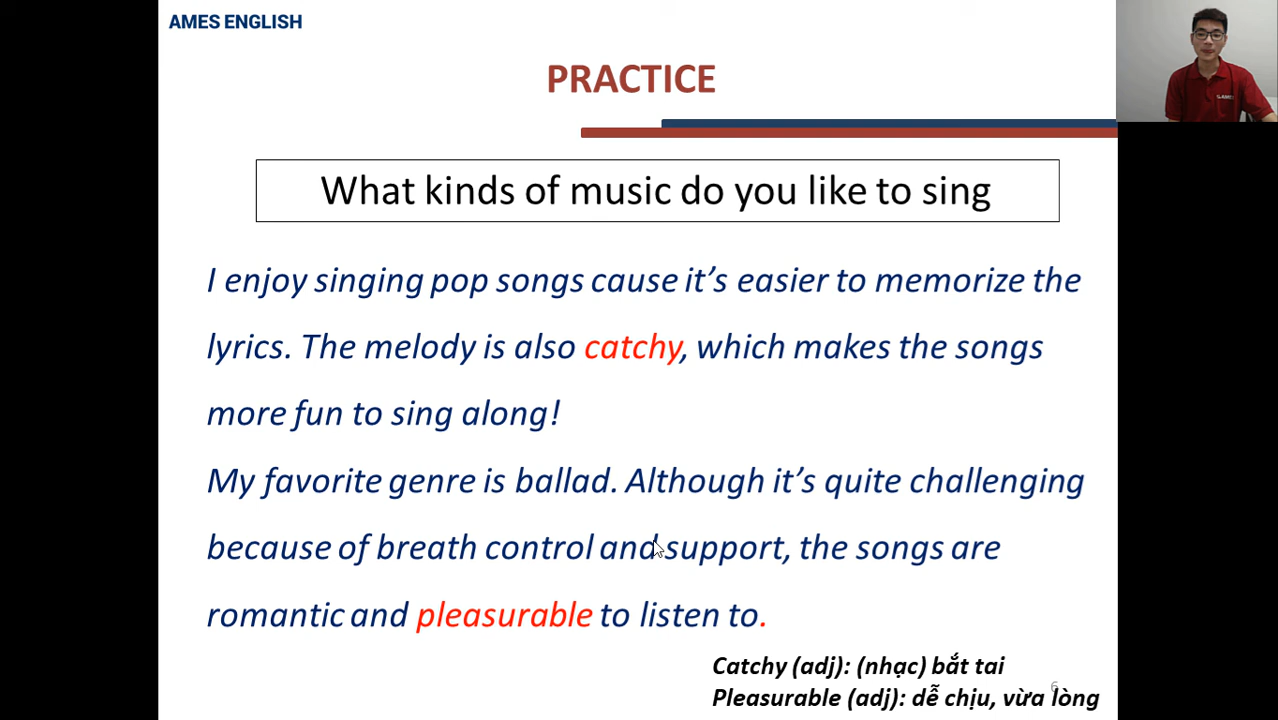 AMES ENGLISH
PRACTICE
What kinds of music do you like to sing
I enjoy singing pop songs cause it’s easier to memorize the
lyrics. The melody is also catchy, which makes the songs
more fun to sing along!
My favorite genre is ballad. Although it’s quite challenging
because of breath control and support, the songs are
romantic and pleasurable to listen to.
Catchy (adj): (nhạc) bắt tai
6
Pleasurable (adj): dễ chịu, vừa lòng